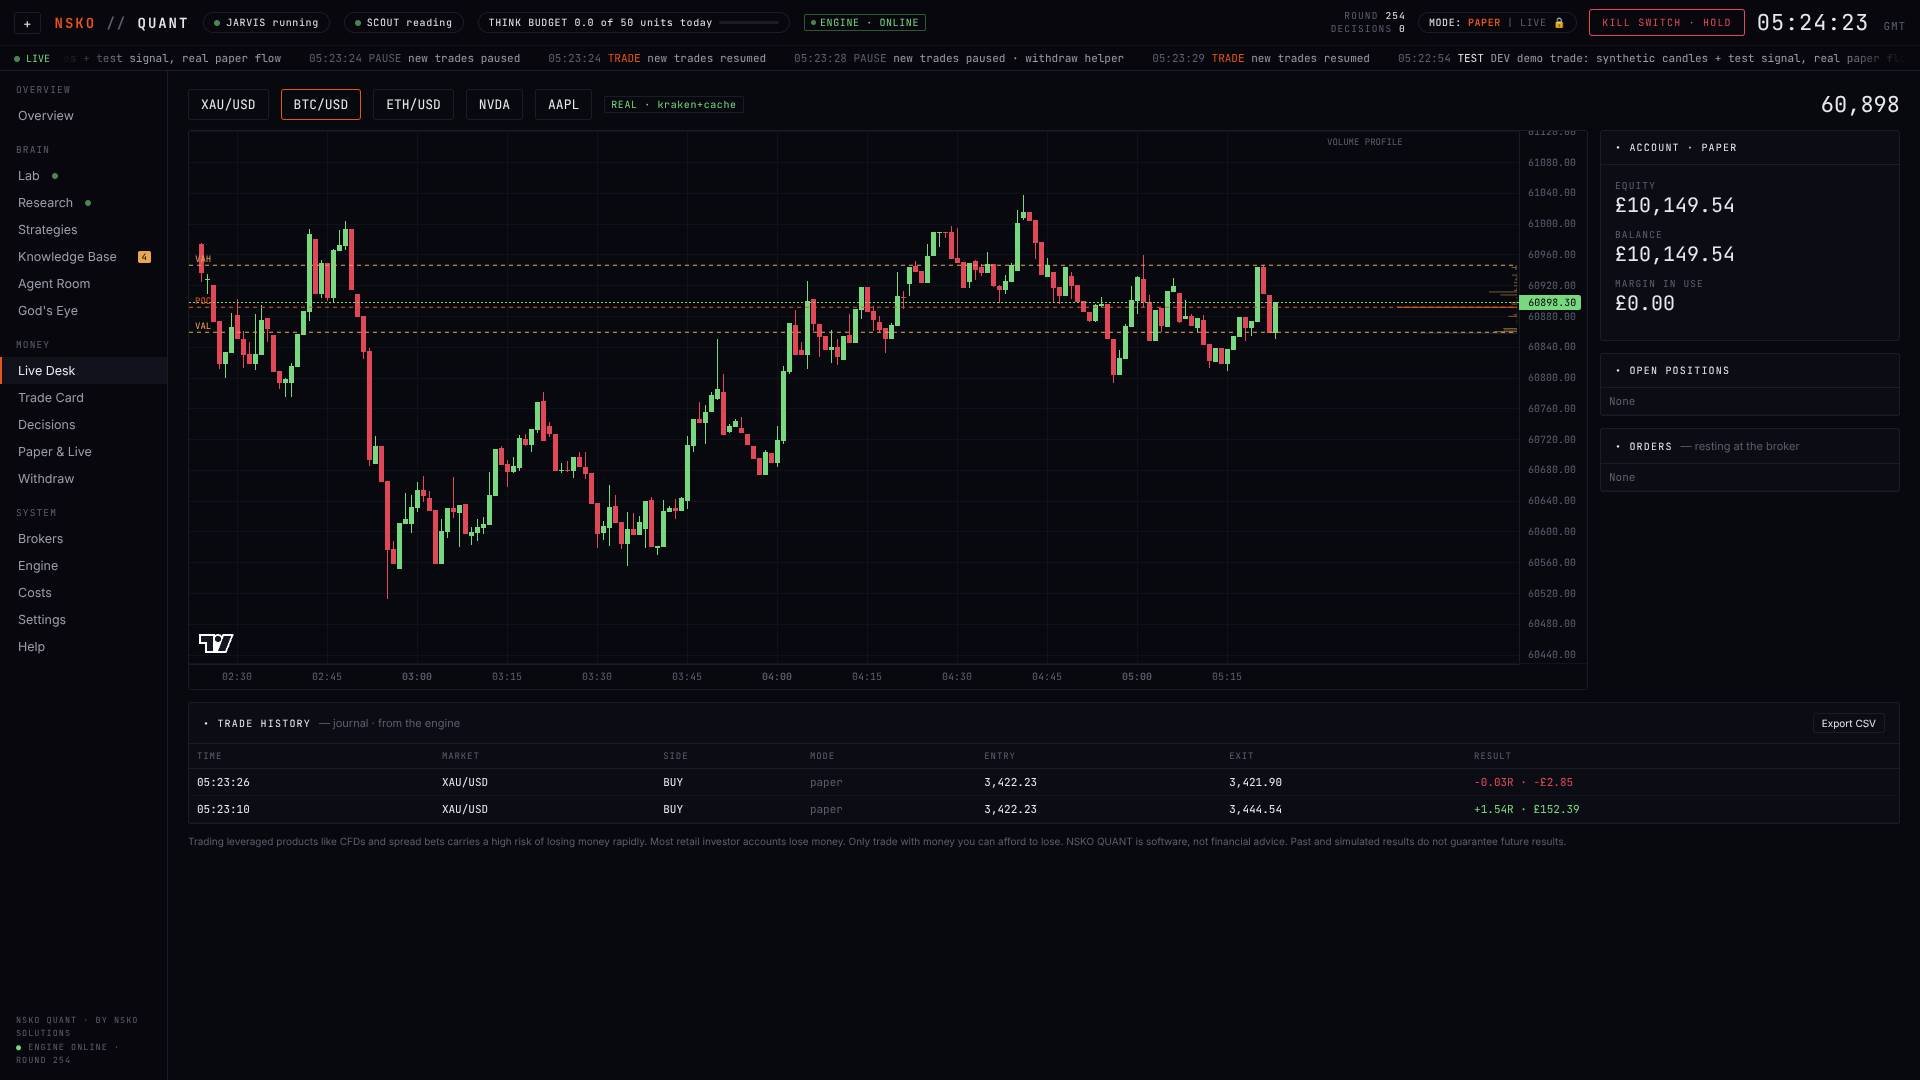 + NSKO // QUANT JARVIS running SCOUT reading THINK BUDGET 0.0 of 50 units today ENGINE · ONLINE ROUND 254 DECISIONS 0 MODE: PAPER | LIVE KILL SWITCH · HOLD 05:24:23 GMT
LIVE + test signal, real paper flow 05:23:24 PAUSE new trades paused 05:23:24 TRADE new trades resumed 05:23:28 PAUSE new trades paused · withdraw helper 05:23:29 TRADE new trades resumed 05:22:54 TEST DEV demo trade: synthetic candles + test signal, real paper
OVERVIEW
Overview
BRAIN
Lab
Research
Strategies
Knowledge Base 4
Agent Room
God's Eye
MONEY
Live Desk
Trade Card
Decisions
Paper & Live
Withdraw
SYSTEM
Brokers
Engine
Costs
Settings
Help
NSKO QUANT · BY NSKO
SOLUTIONS
ENGINE ONLINE ·
ROUND 254
XAU/USD BTC/USD ETH/USD NVDA AAPL REAL · kraken+cache 60,898
VOLUME PROFILE
VAH
POC
VAL
61120.00
61080.00
61040.00
61000.00
60960.00
60920.00
60898.30
60880.00
60840.00
60800.00
60760.00
60720.00
60680.00
60640.00
60600.00
60560.00
60520.00
60480.00
60440.00
02:30 02:45 03:00 03:15 03:30 03:45 04:00 04:15 04:30 04:45 05:00 05:15
• ACCOUNT · PAPER
EQUITY
£10,149.54
BALANCE
£10,149.54
MARGIN IN USE
£0.00
• OPEN POSITIONS
None
• ORDERS — resting at the broker
None
• TRADE HISTORY — journal · from the engine Export CSV
TIME MARKET SIDE MODE ENTRY EXIT RESULT
05:23:26 XAU/USD BUY paper 3,422.23 3,421.90 -0.03R · -£2.85
05:23:10 XAU/USD BUY paper 3,422.23 3,444.54 +1.54R · £152.39
Trading leveraged products like CFDs and spread bets carries a high risk of losing money rapidly. Most retail investor accounts lose money. Only trade with money you can afford to lose. NSKO QUANT is software, not financial advice. Past and simulated results do not guarantee future results.